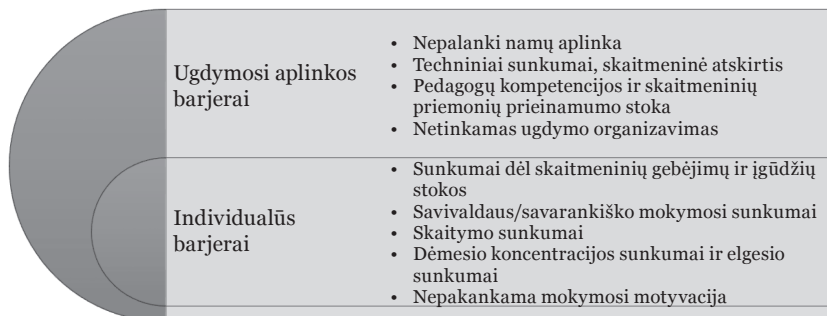 Ugdymosi aplinkos
barjerai
• Nepalanki namų aplinka
• Techniniai sunkumai, skaitmeninė atskirtis
• Pedagogų kompetencijos ir skaitmeninių
priemonių prieinamumo stoka
• Netinkamas ugdymo organizavimas
Individualūs
barjerai
• Sunkumai dėl skaitmeninių gebėjimų ir įgūdžių
stokos
• Savivaldaus/savarankiško mokymosi sunkumai
• Skaitymo sunkumai
• Dėmesio koncentracijos sunkumai ir elgesio
sunkumai
• Nepakankama mokymosi motyvacija